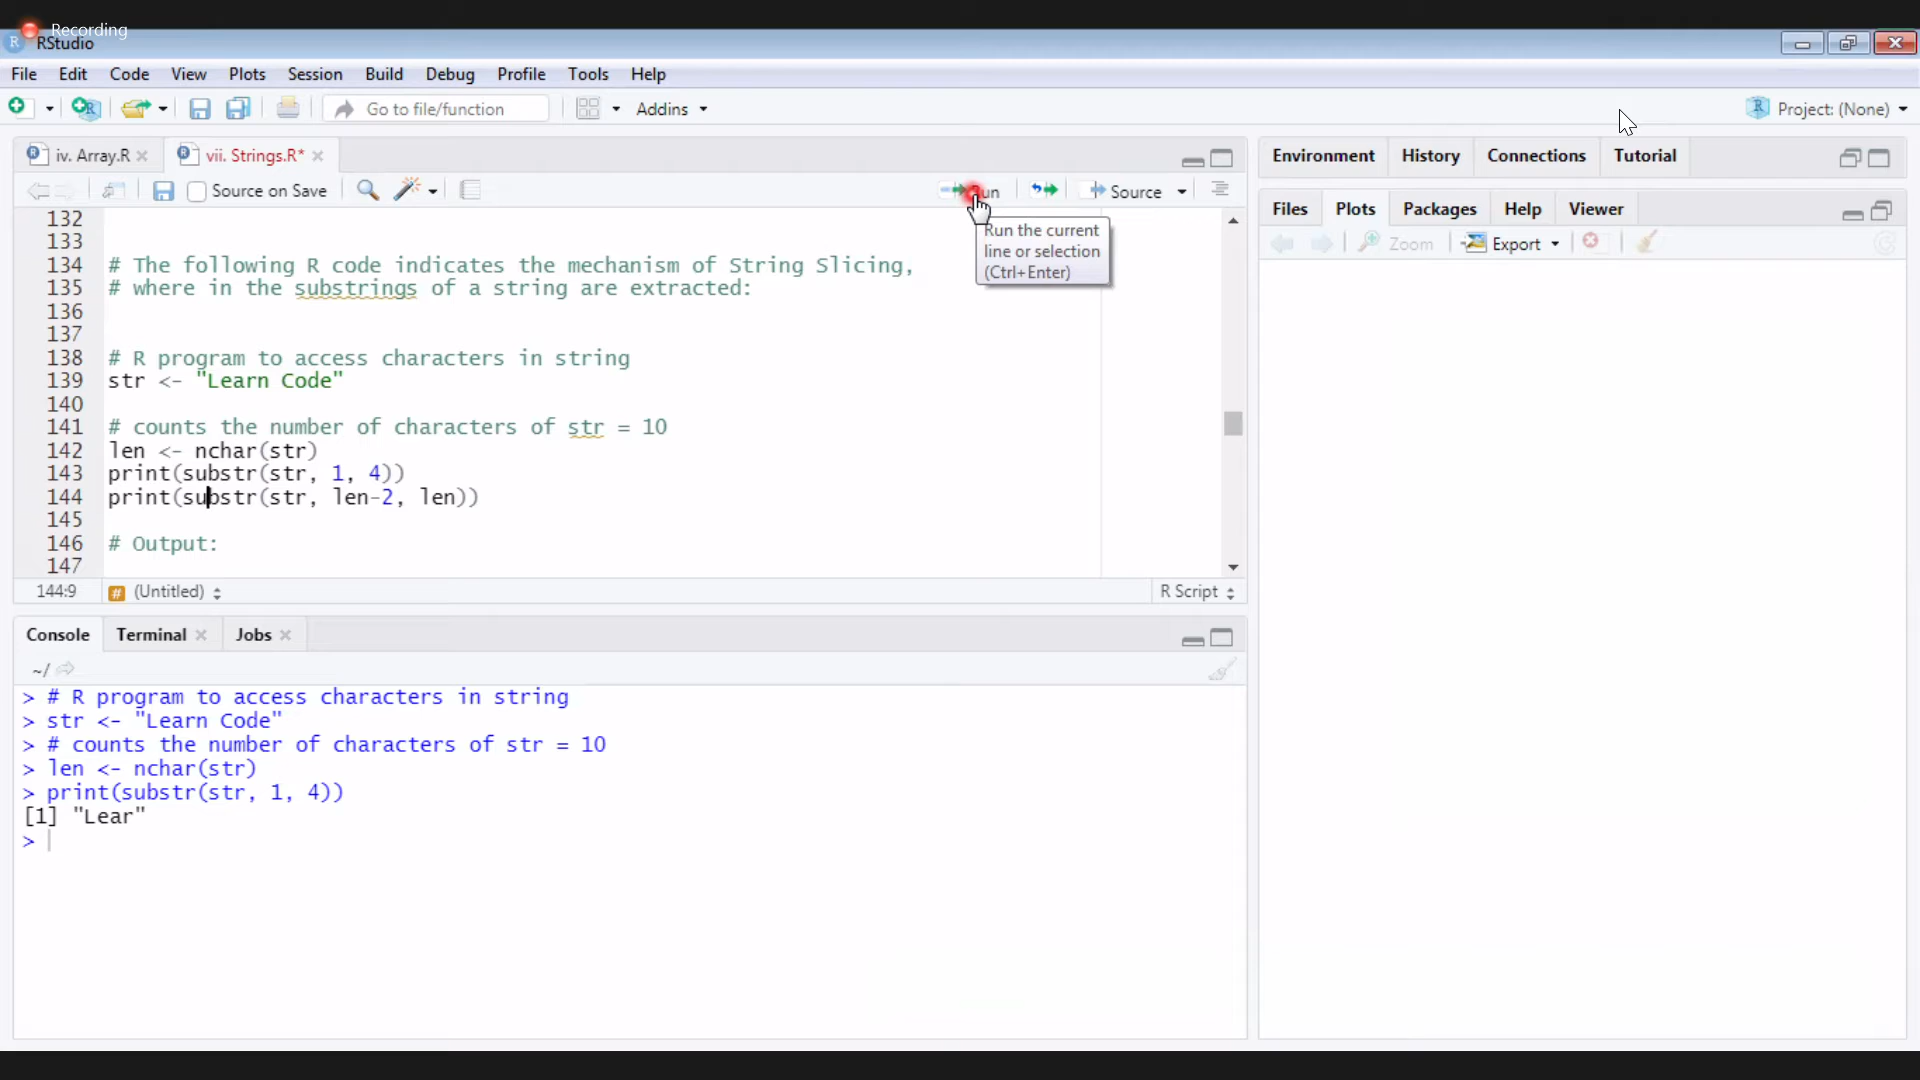 Recording
RStudio
File Edit Code View Plots Session Build Debug Profile Tools Help
Go to file/function Addins Project: (None)
iv. Array.R vii. Strings.R*
Source on Save Run Source
Run the current
line or selection
(Ctrl+Enter)
132
133
134 # The following R code indicates the mechanism of String Slicing,
135 # where in the substrings of a string are extracted:
136
137
138 # R program to access characters in string
139 str <- "Learn Code"
140
141 # counts the number of characters of str = 10
142 len <- nchar(str)
143 print(substr(str, 1, 4))
144 print(substr(str, len-2, len))
145
146 # Output:
147
144:9 # (Untitled) R Script
Console Terminal Jobs
~/
> # R program to access characters in string
> str <- "Learn Code"
> # counts the number of characters of str = 10
> len <- nchar(str)
> print(substr(str, 1, 4))
[1] "Lear"
>
Environment History Connections Tutorial
Files Plots Packages Help Viewer
Zoom Export